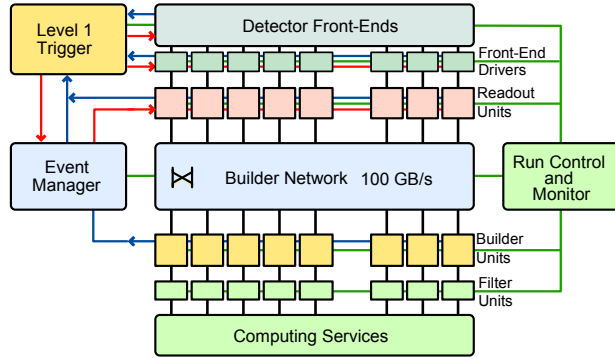 Level 1
Trigger
Detector Front-Ends
Front-End
Drivers
Readout
Units
Event
Manager
Builder Network 100 GB/s
Run Control
and
Monitor
Builder
Units
Filter
Units
Computing Services